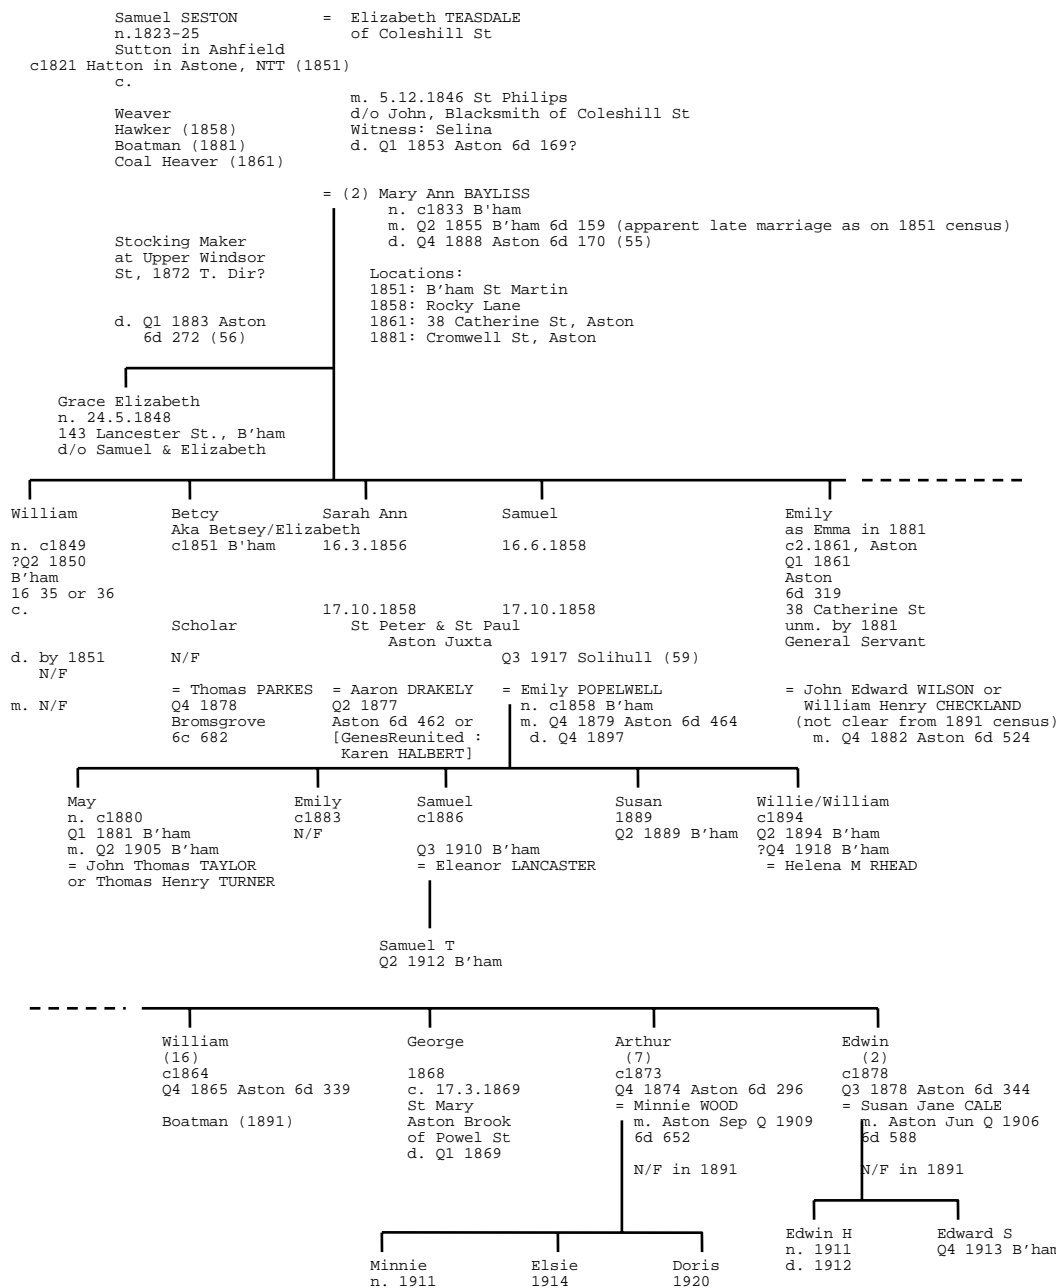 Samuel SESTON = Elizabeth TEASDALE
n.1823-25 of Coleshill St
Sutton in Ashfield
c1821 Hatton in Astone, NTT (1851)
c.
m. 5.12.1846 St Philips
Weaver d/o John, Blacksmith of Coleshill St
Hawker (1858) Witness: Selina
Boatman (1881) d. Q1 1853 Aston 6d 169?
Coal Heaver (1861)
= (2) Mary Ann BAYLISS
n. c1833 B'ham
m. Q2 1855 B'ham 6d 159 (apparent late marriage as on 1851 census)
Stocking Maker d. Q4 1888 Aston 6d 170 (55)
at Upper Windsor
St, 1872 T. Dir? Locations:
1851: B'ham St Martin
1858: Rocky Lane
d. Q1 1883 Aston 1861: 38 Catherine St, Aston
6d 272 (56) 1881: Cromwell St, Aston
Grace Elizabeth
n. 24.5.1848
143 Lancester St., B'ham
d/o Samuel & Elizabeth
William Betcy Sarah Ann Samuel Emily
Aka Betsey/Elizabeth as Emma in 1881
n. c1849 c1851 B'ham 16.3.1856 16.6.1858 c2.1861, Aston
?Q2 1850 Q1 1861
B'ham Aston
16 35 or 36 6d 319
c. 17.10.1858 17.10.1858 38 Catherine St
Scholar St Peter & St Paul unm. by 1881
Aston Juxta General Servant
d. by 1851 N/F Q3 1917 Solihull (59)
N/F
= Thomas PARKES = Aaron DRAKELY = Emily POPELWELL = John Edward WILSON or
m. N/F Q4 1878 Q2 1877 n. c1858 B'ham William Henry CHECKLAND
Bromsgrove Aston 6d 462 or m. Q4 1879 Aston 6d 464 (not clear from 1891 census)
6c 682 [GenesReunited : d. Q4 1897 m. Q4 1882 Aston 6d 524
Karen HALBERT]
May Emily Samuel Susan Willie/William
n. c1880 c1883 c1886 1889 c1894
Q1 1881 B'ham N/F Q2 1889 B'ham Q2 1894 B'ham
m. Q2 1905 B'ham Q3 1910 B'ham ?Q4 1918 B'ham
= John Thomas TAYLOR = Eleanor LANCASTER = Helena M RHEAD
or Thomas Henry TURNER
Samuel T
Q2 1912 B'ham
William George Arthur Edwin
(16) (7) (2)
c1864 1868 c1873 c1878
Q4 1865 Aston 6d 339 c. 17.3.1869 Q4 1874 Aston 6d 296 Q3 1878 Aston 6d 344
St Mary = Minnie WOOD = Susan Jane CALE
Boatman (1891) Aston Brook m. Aston Sep Q 1909 m. Aston Jun Q 1906
of Powel St 6d 652 6d 588
d. Q1 1869
N/F in 1891 N/F in 1891
Edwin H Edward S
n. 1911 Q4 1913 B'ham
d. 1912
Minnie Elsie Doris
n. 1911 1914 1920